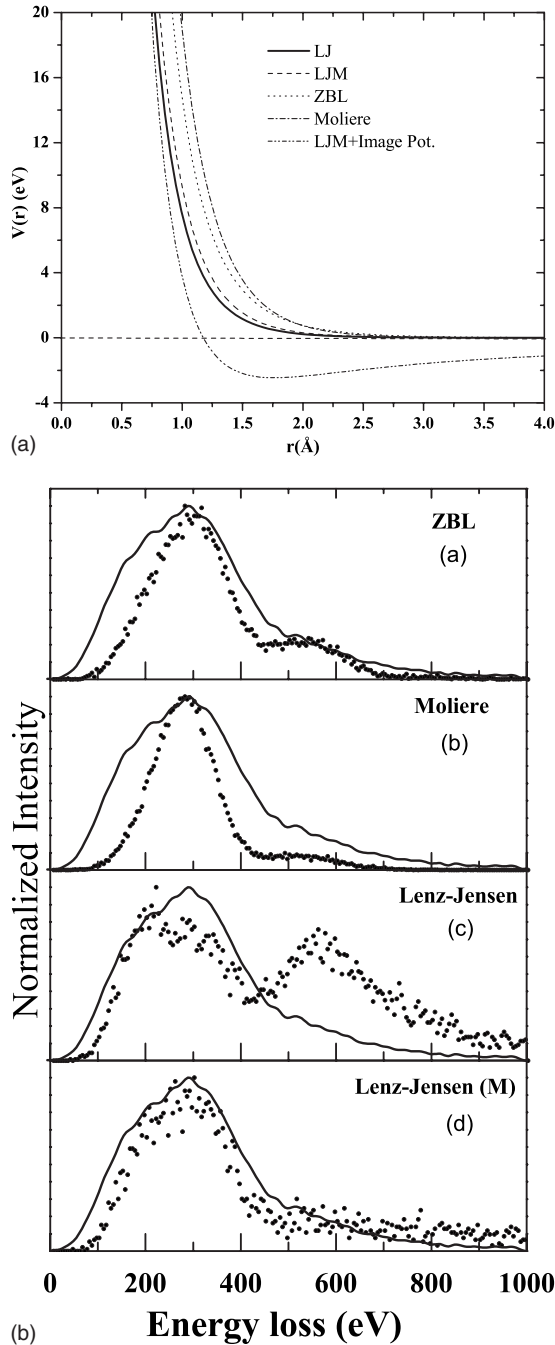 20
16
12
8
4
0
-4
V(r) (eV)
LJ
LJM
ZBL
Moliere
LJM+Image Pot.
0.0 0.5 1.0 1.5 2.0 2.5 3.0 3.5 4.0
r(Å)
(a)
ZBL
(a)
Moliere
(b)
Lenz-Jensen
(c)
Lenz-Jensen (M)
(d)
Normalized Intensity
0 200 400 600 800 1000
Energy loss (eV)
(b)